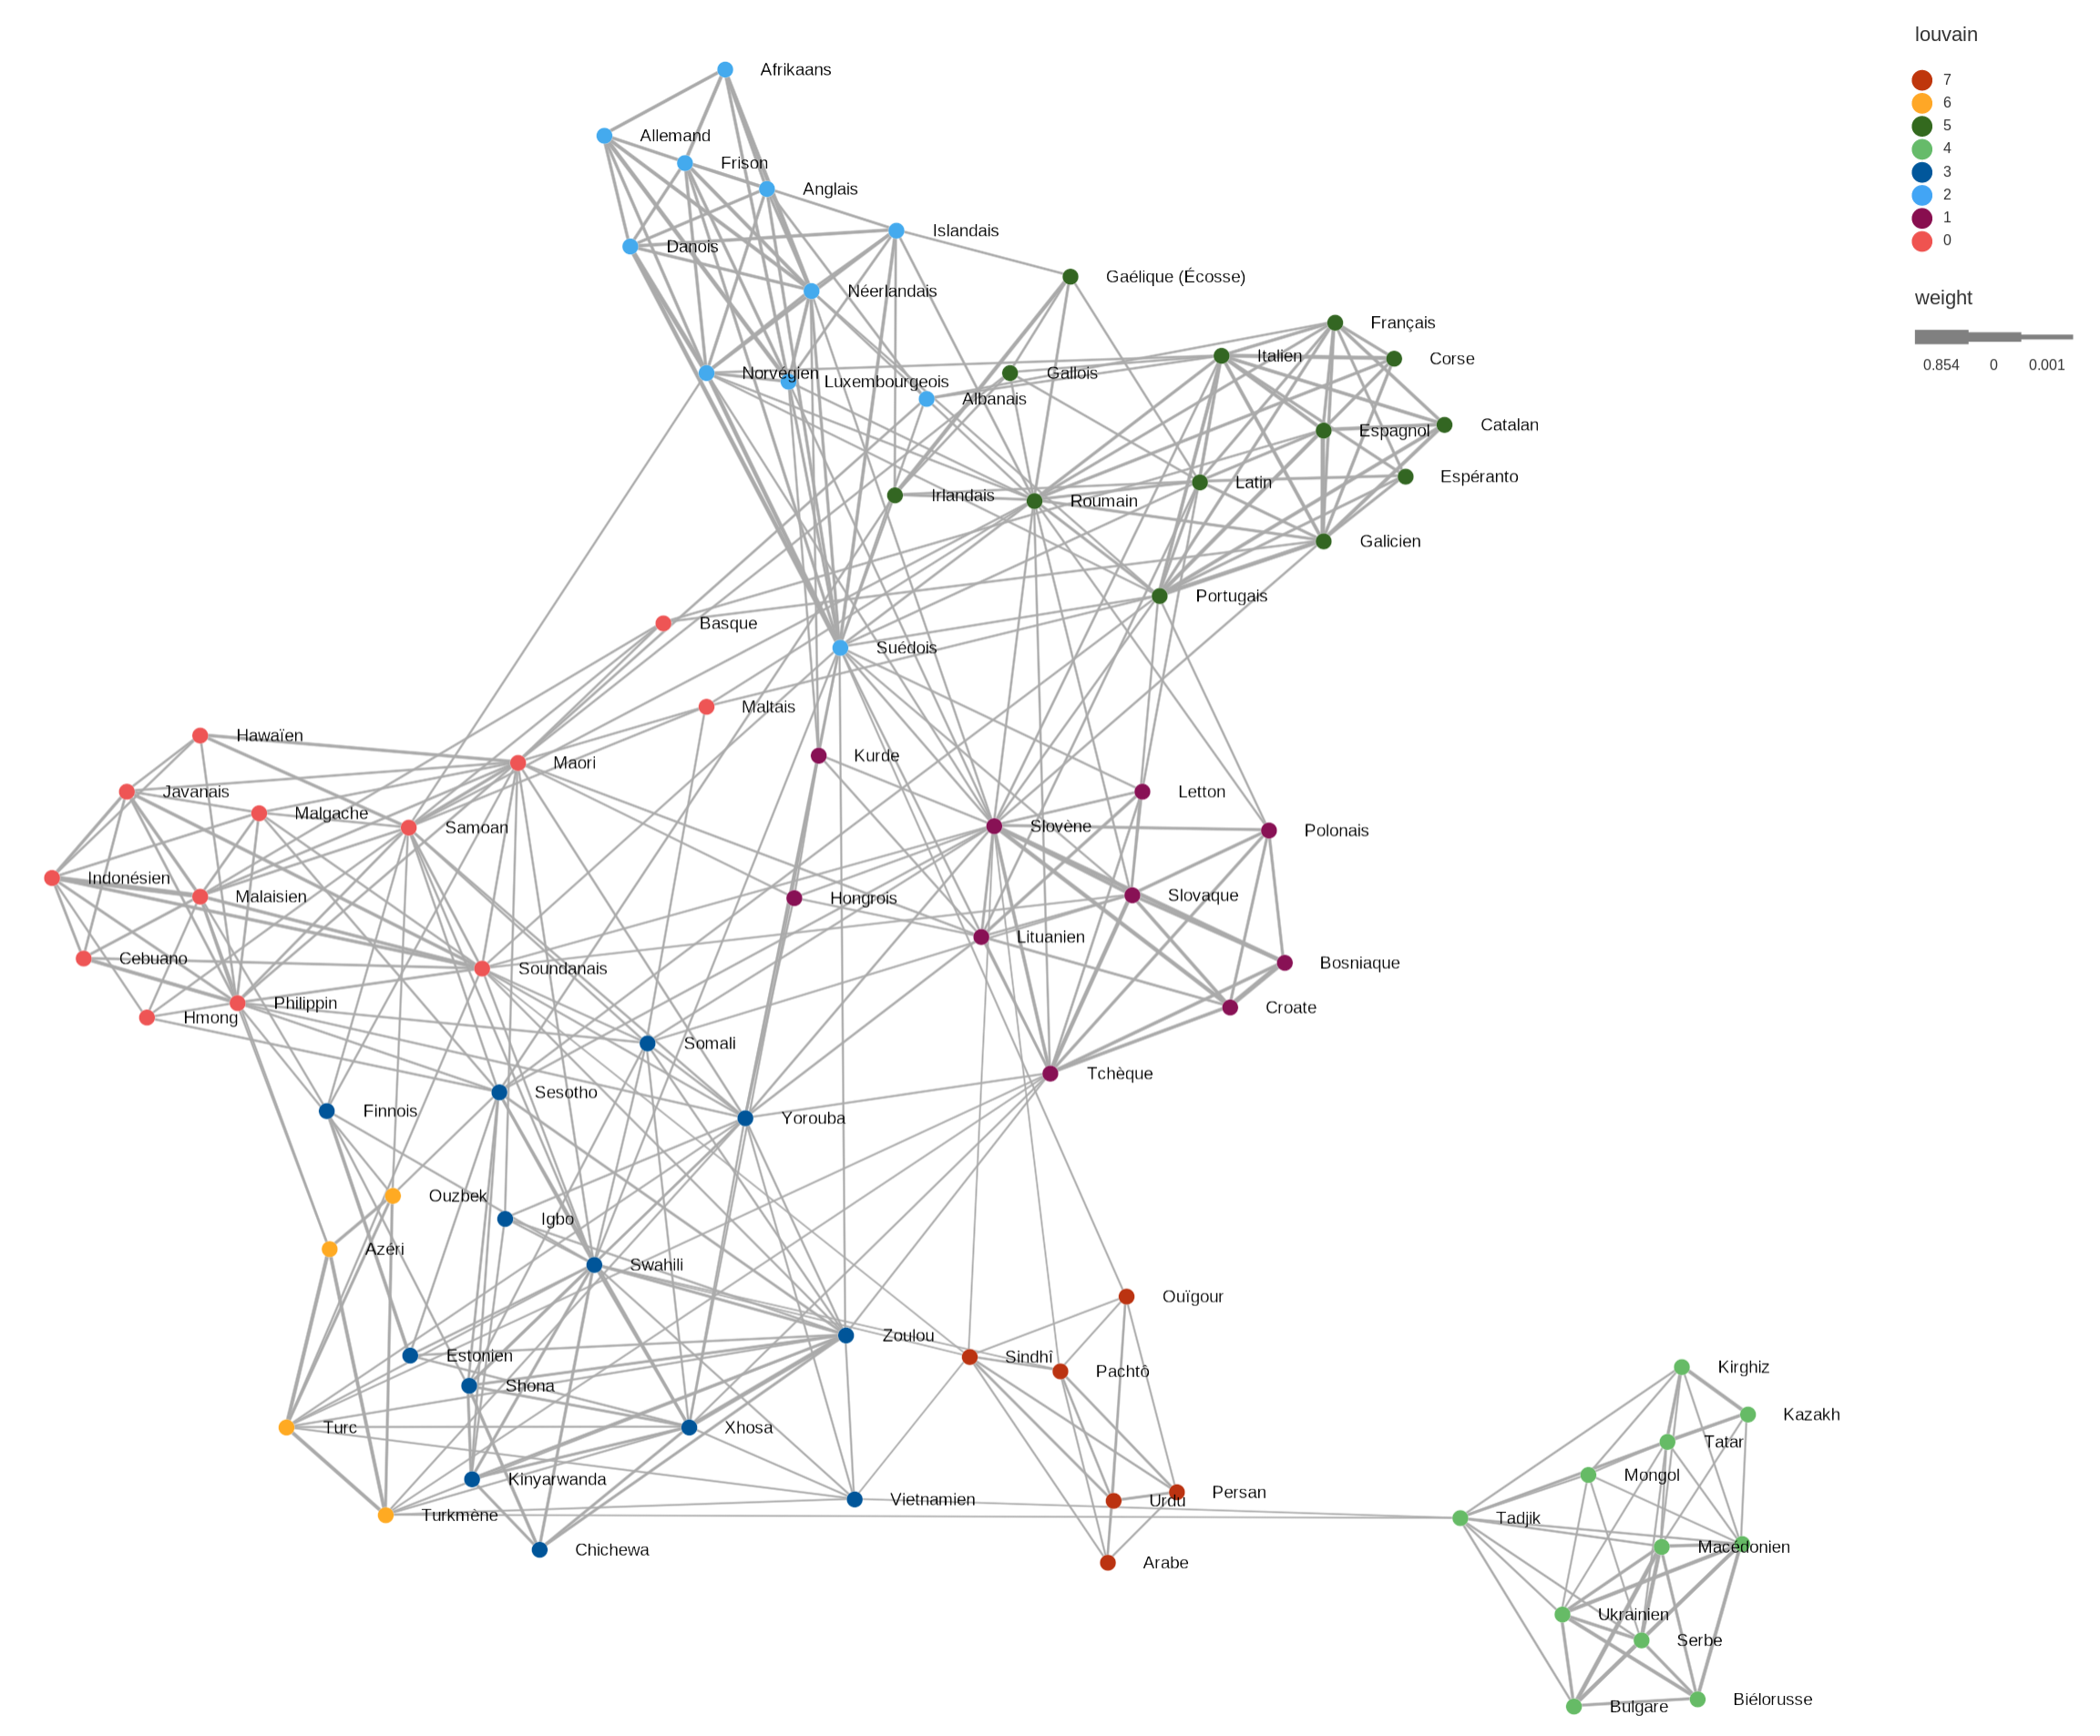 louvain
7
6
5
4
3
2
1
0
weight
0.854 0 0.001
Afrikaans
Allemand
Frison
Anglais
Islandais
Danois
Gaélique (Écosse)
Néerlandais
Français
Italien
Corse
Norvégien
Gallois
Luxembourgeois
Albanais
Catalan
Espagnol
Espéranto
Latin
Irlandais
Roumain
Galicien
Portugais
Basque
Suédois
Maltais
Hawaïen
Kurde
Maori
Javanais
Letton
Malgache
Samoan
Slovène
Polonais
Indonésien
Malaisien
Hongrois
Slovaque
Lituanien
Cebuano
Bosniaque
Soundanais
Philippin
Croate
Hmong
Somali
Tchèque
Sesotho
Finnois
Yorouba
Ouzbek
Igbo
Azéri
Swahili
Ouïgour
Zoulou
Estonien
Sindhî
Kirghiz
Pachtô
Shona
Kazakh
Turc
Xhosa
Tatar
Mongol
Kinyarwanda
Persan
Vietnamien
Urdu
Turkmène
Tadjik
Macédonien
Chichewa
Arabe
Ukrainien
Serbe
Biélorusse
Bulgare